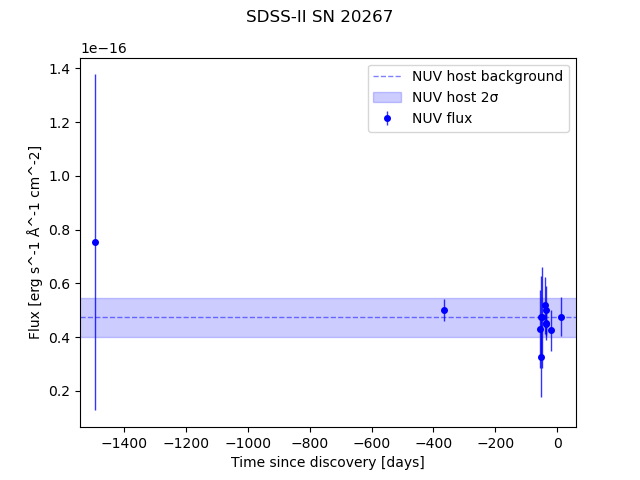 SDSS-II SN 20267
1e−16
NUV host background
NUV host 2σ
NUV flux
1.4
1.2
1.0
0.8
0.6
0.4
0.2
Flux [erg s^-1 Å^-1 cm^-2]
−1400 −1200 −1000 −800 −600 −400 −200 0
Time since discovery [days]